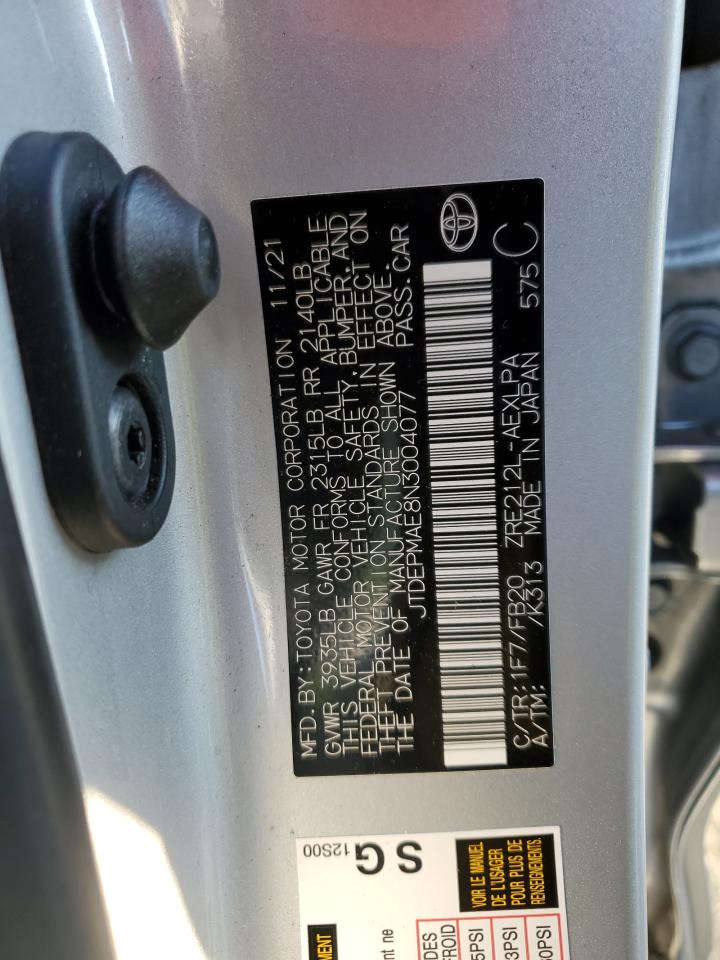 MFD.BY:TOYOTA MOTOR CORPORATION 11/21
GVWR 3935LB GAWR FR 2315LB RR 2140LB
THIS VEHICLE CONFORMS TO ALL APPLICABLE
FEDERAL MOTOR VEHICLE SAFETY,BUMPER,AND
THEFT PREVENTION STANDARDS IN EFFECT ON
THE DATE OF MANUFACTURE SHOWN ABOVE.
JTDEPMAE8N3004077 PASS.CAR
C/TR:1F7/FB20 ZRE212L-AEXLPA
A/TM: /K313 MADE IN JAPAN 575 C
SG
12S00
VOIR LE MANUEL
DE L'USAGER
POUR PLUS DE
RENSEIGNEMENTS.